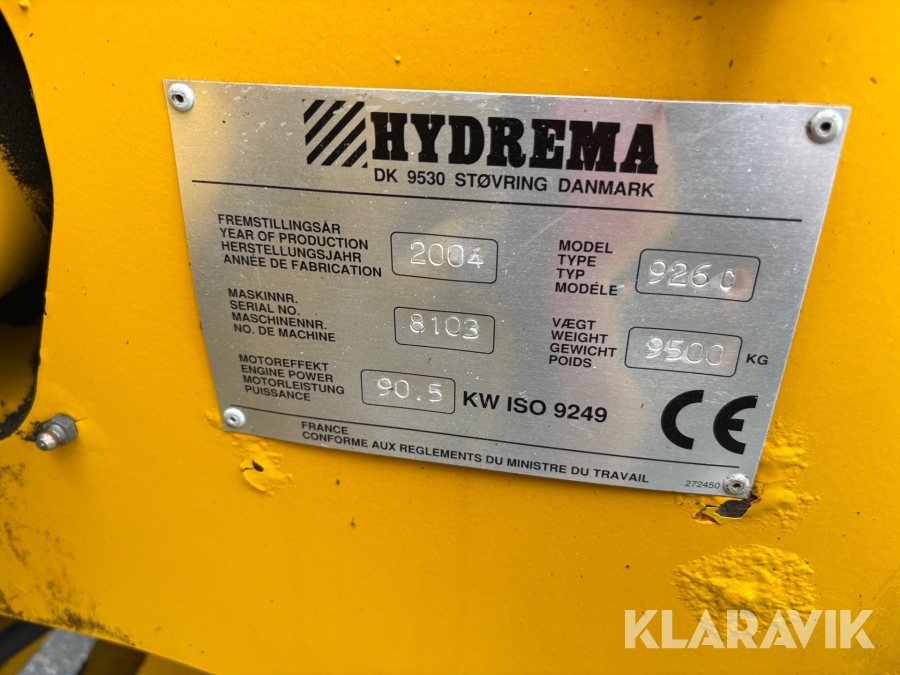 HYDREMA
DK 9530 STØVRING DANMARK
FREMSTILLINGSÅR
YEAR OF PRODUCTION
HERSTELLUNGSJAHR
ANNÉE DE FABRICATION
2004
MODEL
TYPE
TYP
MODÉLE
926C
MASKINNR.
SERIAL NO.
MASCHINENNR.
NO. DE MACHINE
8103
VÆGT
WEIGHT
GEWICHT
POIDS
9500 KG
MOTOREFFEKT
ENGINE POWER
MOTORLEISTUNG
PUISSANCE
90.5 KW ISO 9249
CE
FRANCE
CONFORME AUX REGLEMENTS DU MINISTRE DU TRAVAIL
272450
KLARAVIK